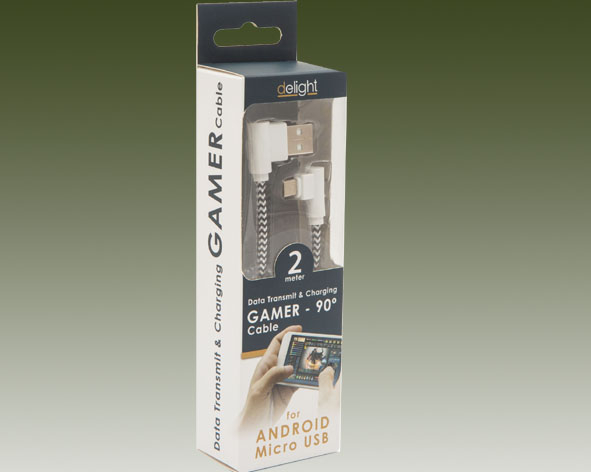 delight
2
meter
Data Transmit & Charging
GAMER - 90°
Cable
for
ANDROID
Micro USB
Data Transmit & Charging GAMER Cable